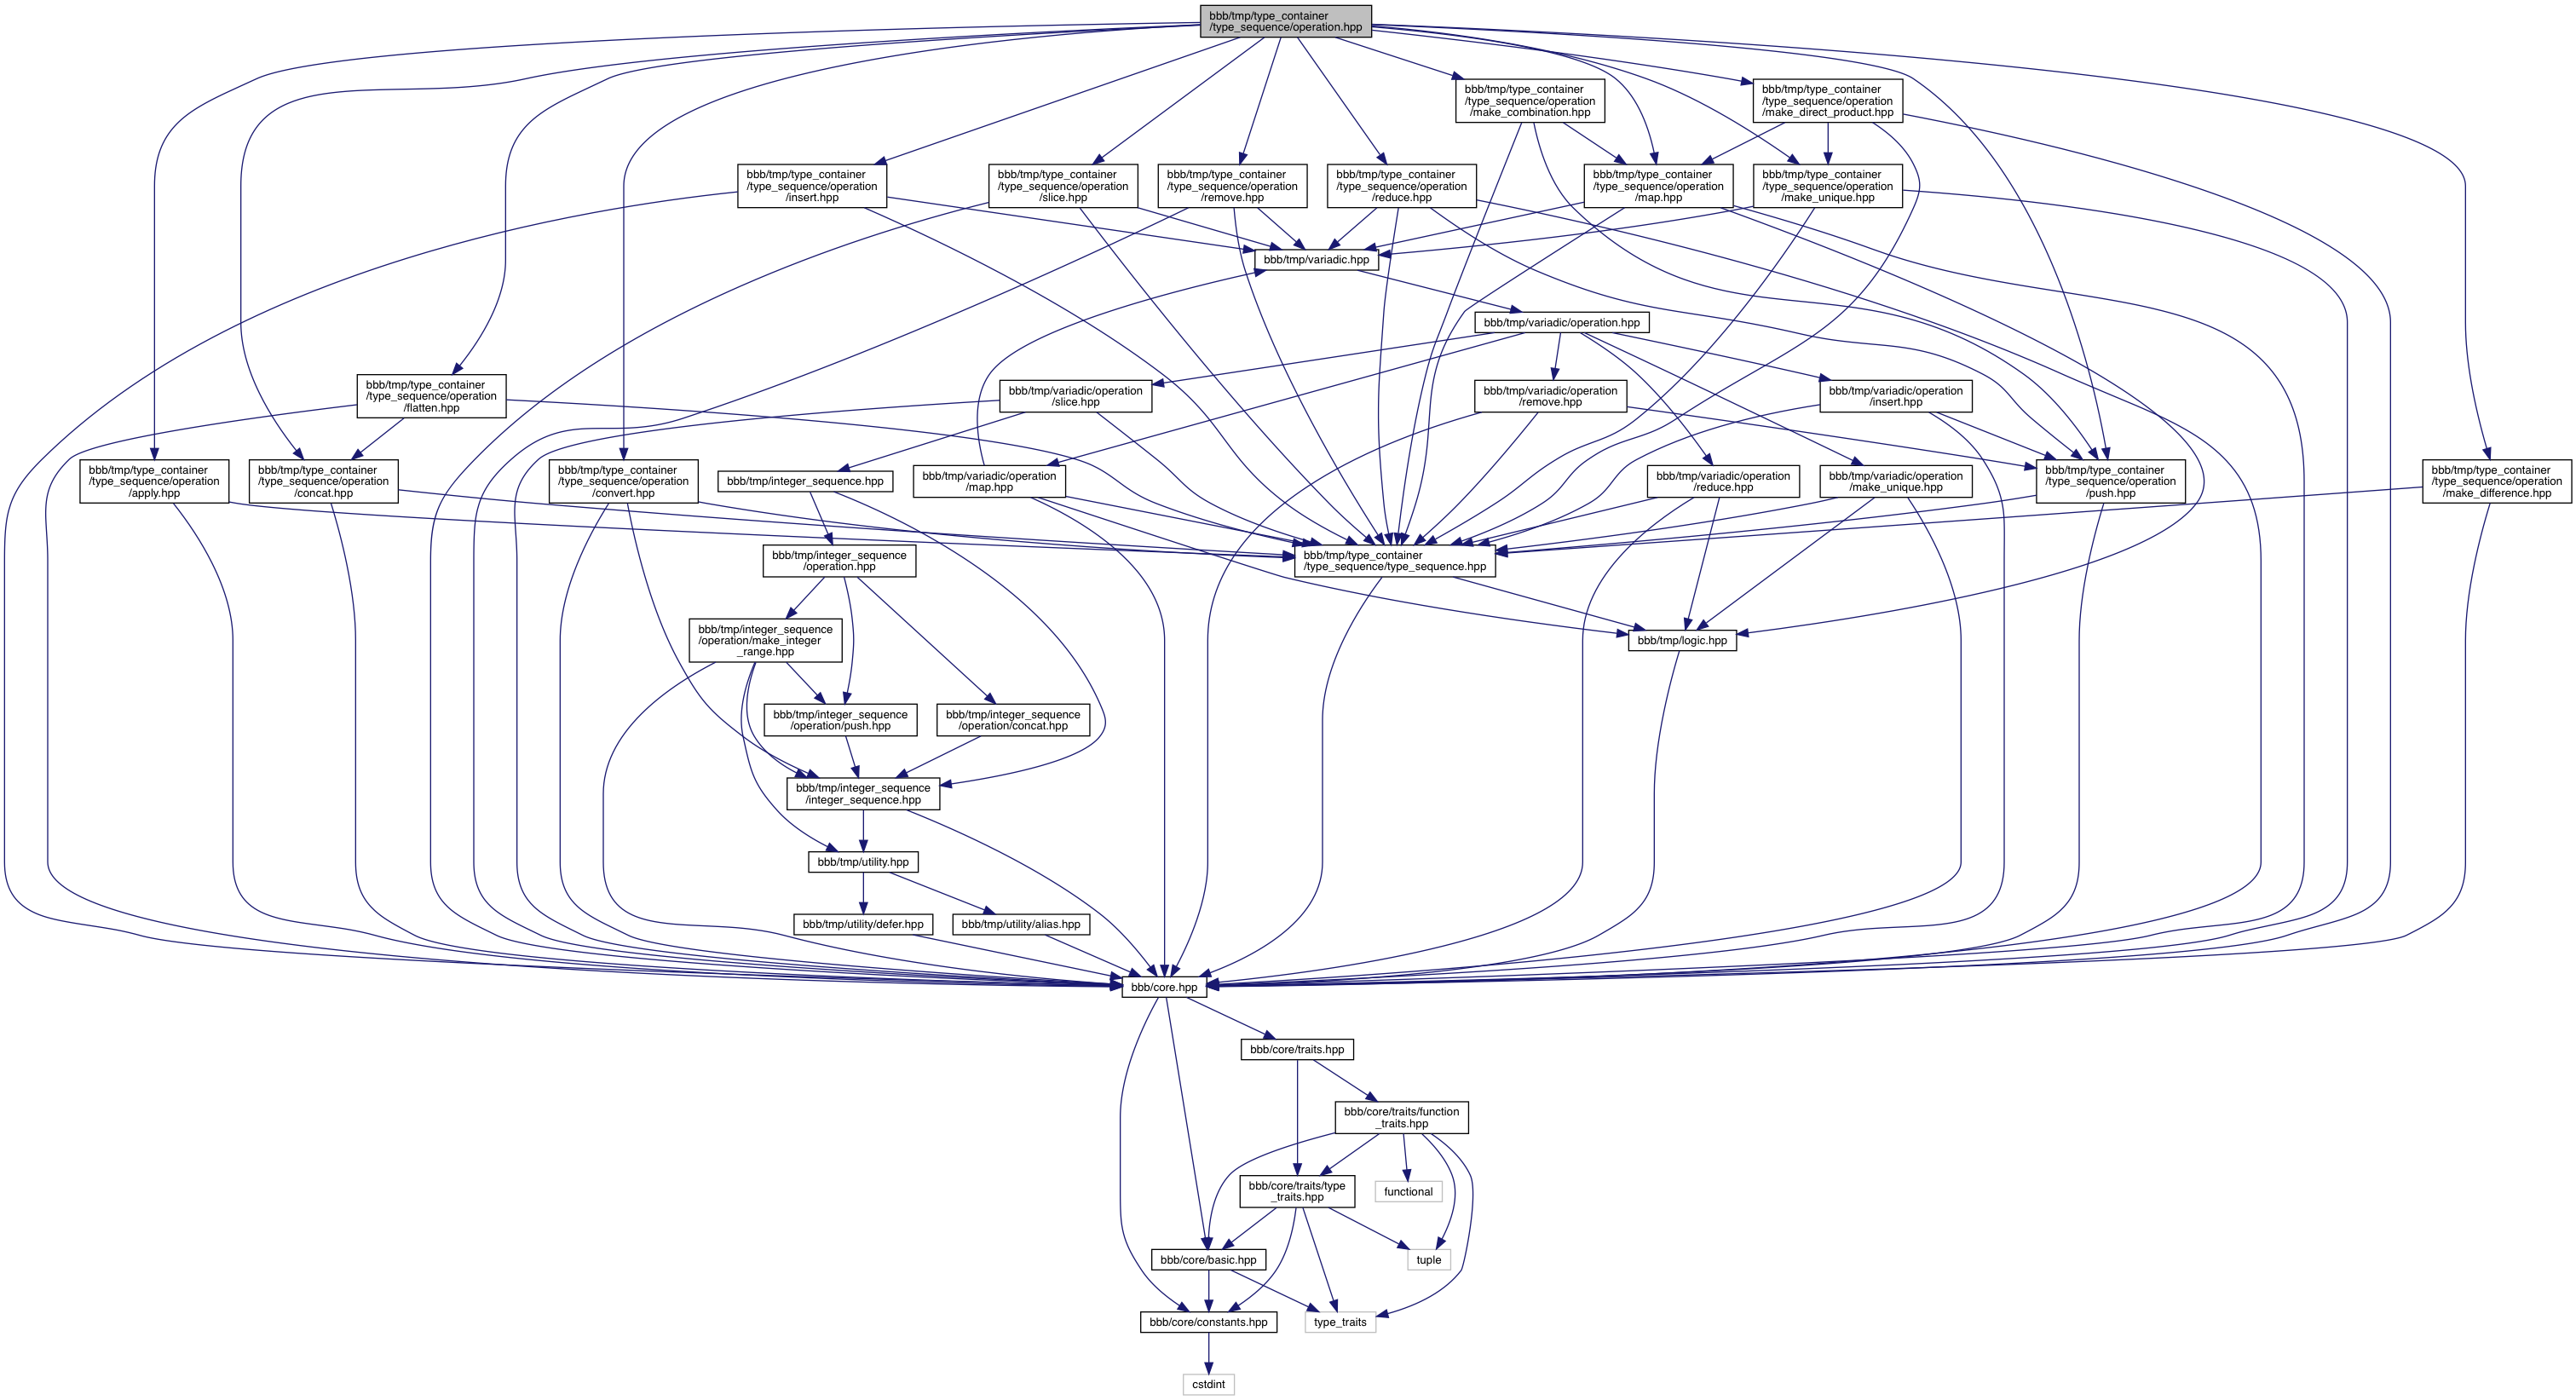 bbb/tmp/type_container
/type_sequence/operation.hpp
bbb/tmp/type_container
/type_sequence/operation
/make_combination.hpp
bbb/tmp/type_container
/type_sequence/operation
/make_direct_product.hpp
bbb/tmp/type_container
/type_sequence/operation
/insert.hpp
bbb/tmp/type_container
/type_sequence/operation
/slice.hpp
bbb/tmp/type_container
/type_sequence/operation
/remove.hpp
bbb/tmp/type_container
/type_sequence/operation
/reduce.hpp
bbb/tmp/type_container
/type_sequence/operation
/map.hpp
bbb/tmp/type_container
/type_sequence/operation
/make_unique.hpp
bbb/tmp/variadic.hpp
bbb/tmp/variadic/operation.hpp
bbb/tmp/type_container
/type_sequence/operation
/flatten.hpp
bbb/tmp/variadic/operation
/slice.hpp
bbb/tmp/variadic/operation
/remove.hpp
bbb/tmp/variadic/operation
/insert.hpp
bbb/tmp/type_container
/type_sequence/operation
/apply.hpp
bbb/tmp/type_container
/type_sequence/operation
/concat.hpp
bbb/tmp/type_container
/type_sequence/operation
/convert.hpp
bbb/tmp/integer_sequence.hpp
bbb/tmp/variadic/operation
/map.hpp
bbb/tmp/variadic/operation
/reduce.hpp
bbb/tmp/variadic/operation
/make_unique.hpp
bbb/tmp/type_container
/type_sequence/operation
/push.hpp
bbb/tmp/type_container
/type_sequence/operation
/make_difference.hpp
bbb/tmp/integer_sequence
/operation.hpp
bbb/tmp/type_container
/type_sequence/type_sequence.hpp
bbb/tmp/integer_sequence
/operation/make_integer
_range.hpp
bbb/tmp/logic.hpp
bbb/tmp/integer_sequence
/operation/push.hpp
bbb/tmp/integer_sequence
/operation/concat.hpp
bbb/tmp/integer_sequence
/integer_sequence.hpp
bbb/tmp/utility.hpp
bbb/tmp/utility/defer.hpp
bbb/tmp/utility/alias.hpp
bbb/core.hpp
bbb/core/traits.hpp
bbb/core/traits/function
_traits.hpp
bbb/core/traits/type
_traits.hpp
functional
bbb/core/basic.hpp
tuple
bbb/core/constants.hpp
type_traits
cstdint